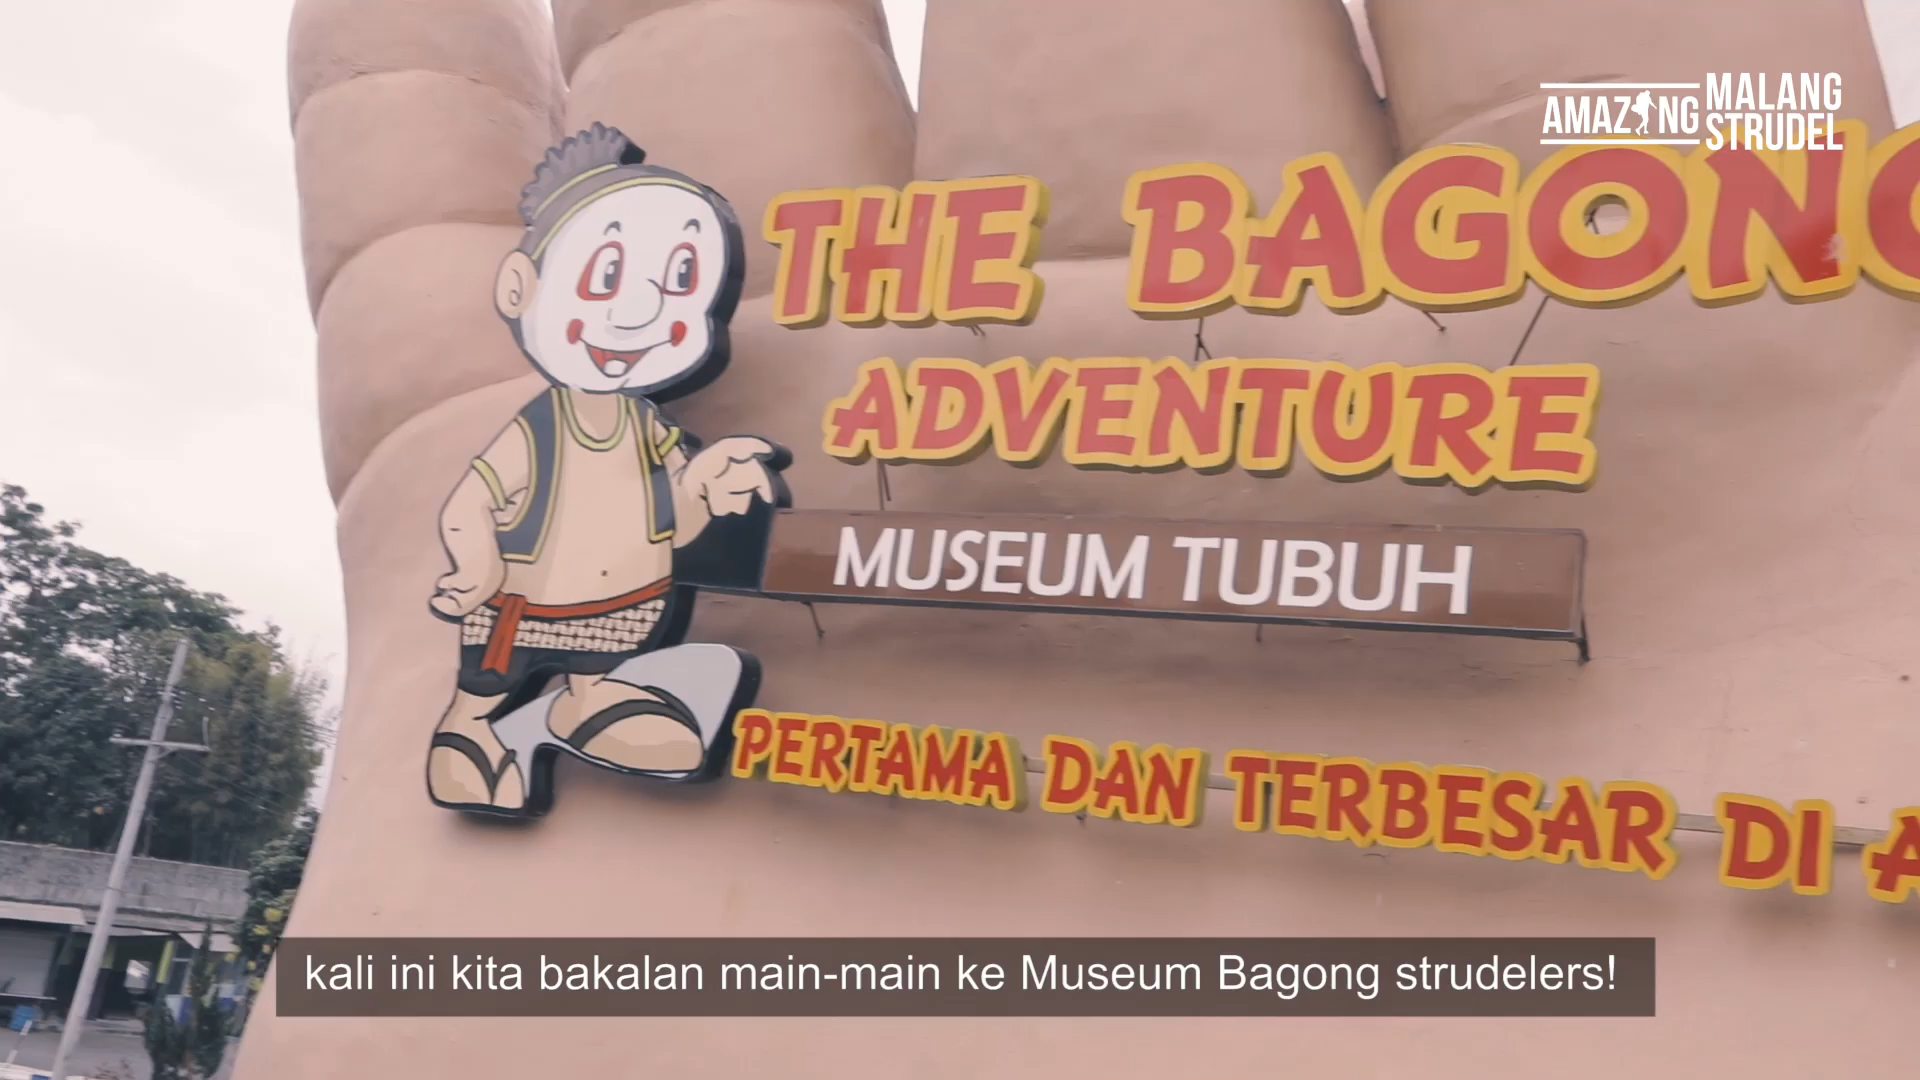 AMAZING MALANG
STRUDEL
THE BAGONG
ADVENTURE
MUSEUM TUBUH
PERTAMA DAN TERBESAR DI
kali ini kita bakalan main-main ke Museum Bagong strudelers!